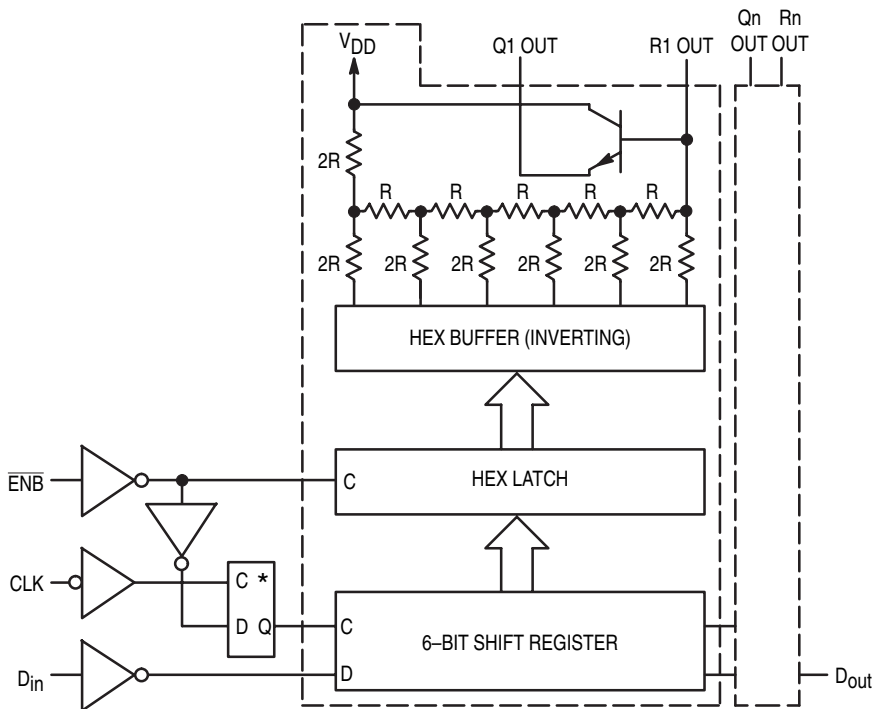 Qn OUT
Rn OUT
VDD
Q1 OUT
R1 OUT
2R
R
R
R
R
R
2R
2R
2R
2R
2R
2R
HEX BUFFER (INVERTING)
ENB
C
HEX LATCH
CLK
C *
D Q
C
6–BIT SHIFT REGISTER
Din
D
Dout